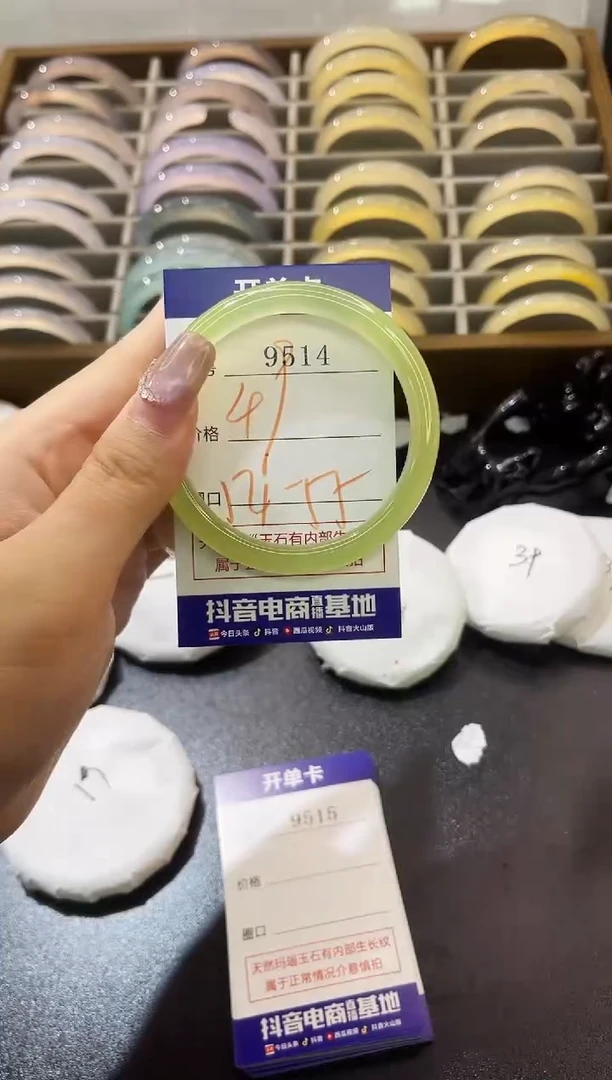 开单卡
9514
价格
圈口
抖音电商直播基地
今日头条 抖音 西瓜视频 抖音火山版
39
开单卡
9515
价格
圈口
天然玛瑙玉石有内部生长纹
属于正常情况介意慎拍
抖音电商直播基地
今日头条 抖音 西瓜视频 抖音火山版